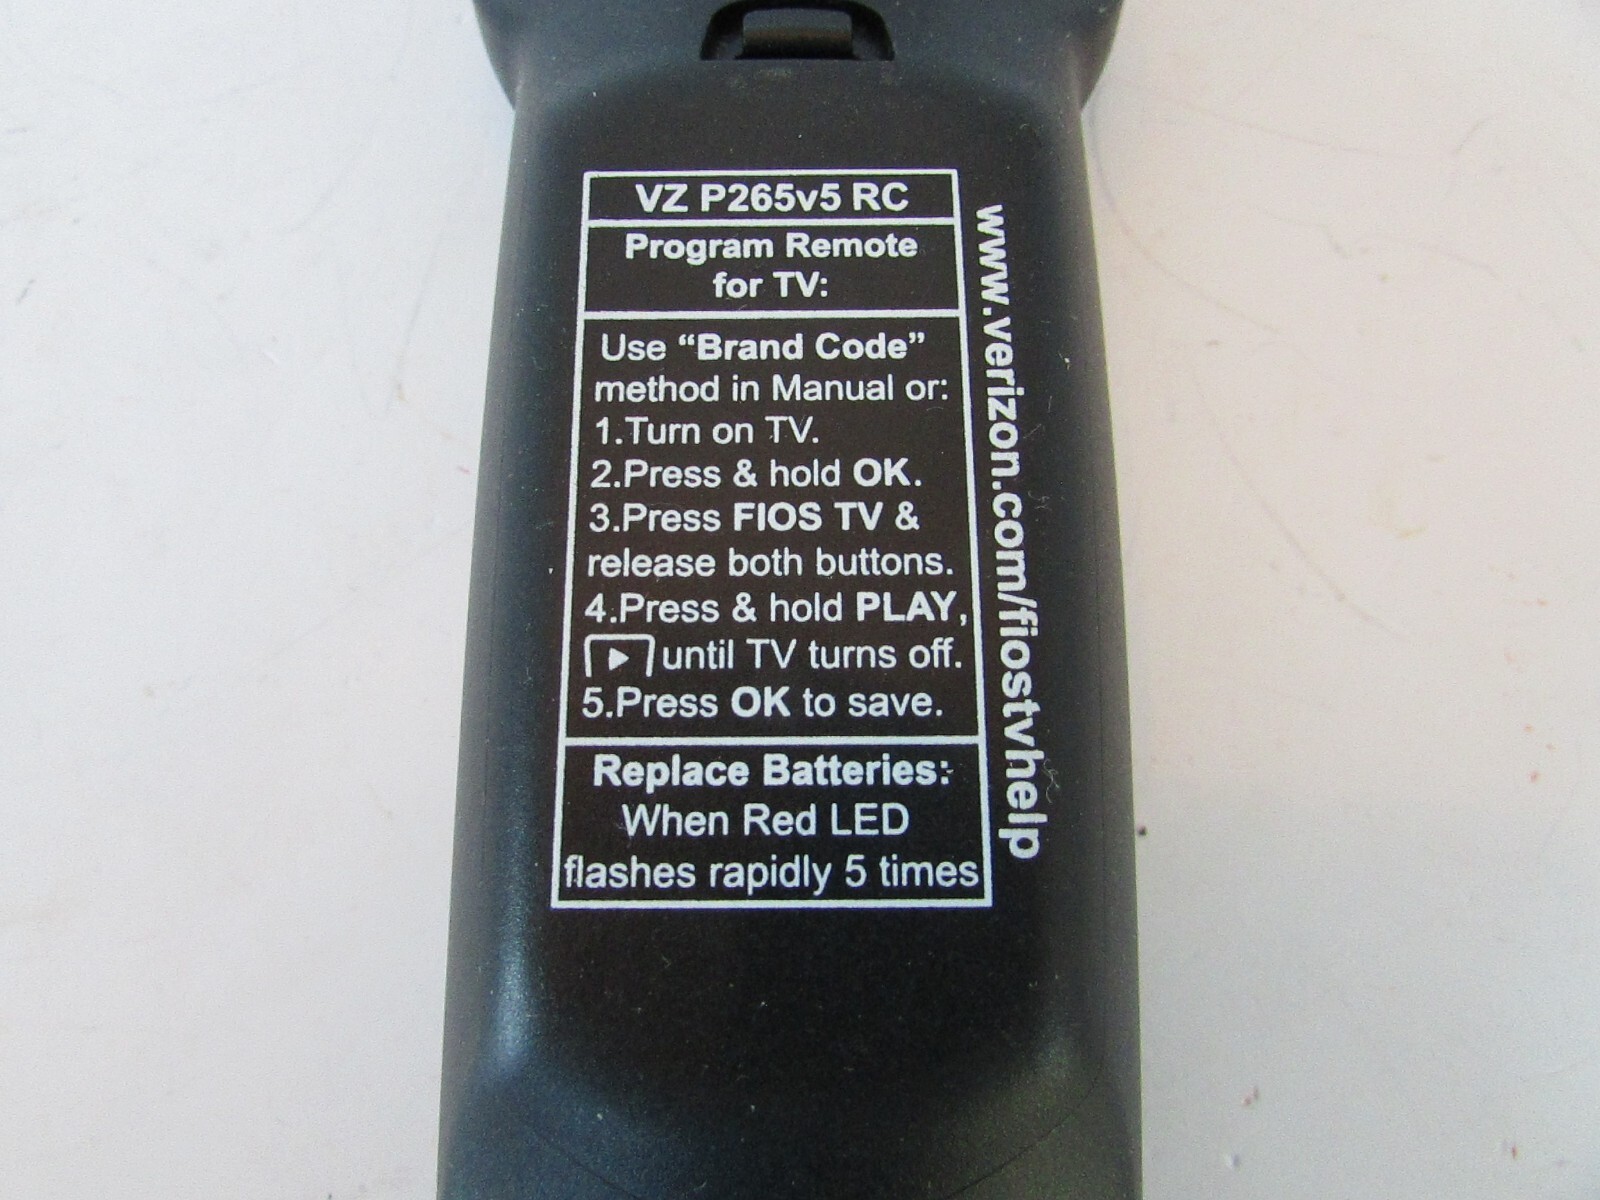 VZ P265v5 RC
Program Remote
for TV:
Use “Brand Code”
method in Manual or:
1.Turn on TV.
2.Press & hold OK.
3.Press FIOS TV &
release both buttons.
4.Press & hold PLAY,
until TV turns off.
5.Press OK to save.
Replace Batteries:
When Red LED
flashes rapidly 5 times
www.verizon.com/fiostvhelp